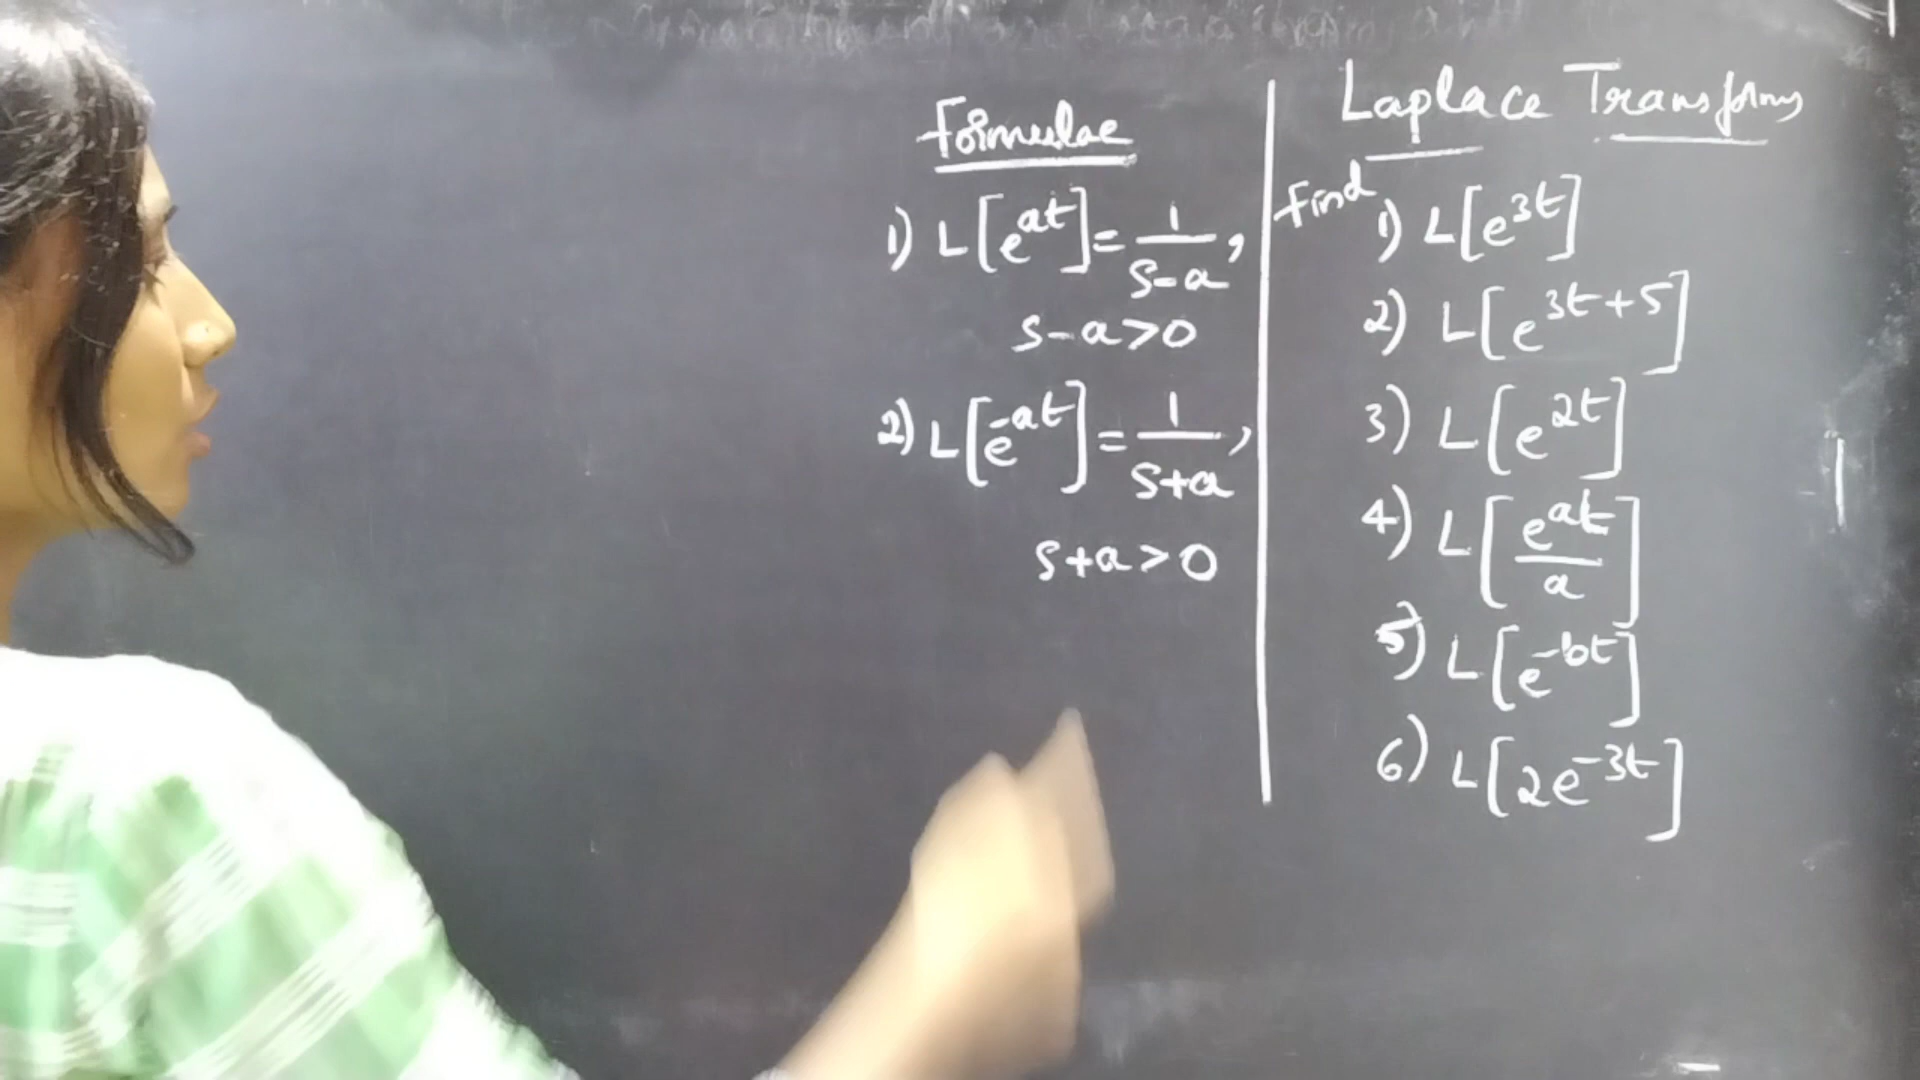 Formulae
1) L[e^{at}] = 1/(s-a),
s-a>0
2) L[e^{-at}] = 1/(s+a),
s+a>0
Laplace Transforms
Find 1) L[e^{3t}]
2) L[e^{3t+5}]
3) L[e^{2t}]
4) L[e^{at}/a]
5) L[e^{-bt}]
6) L[2e^{-3t}]